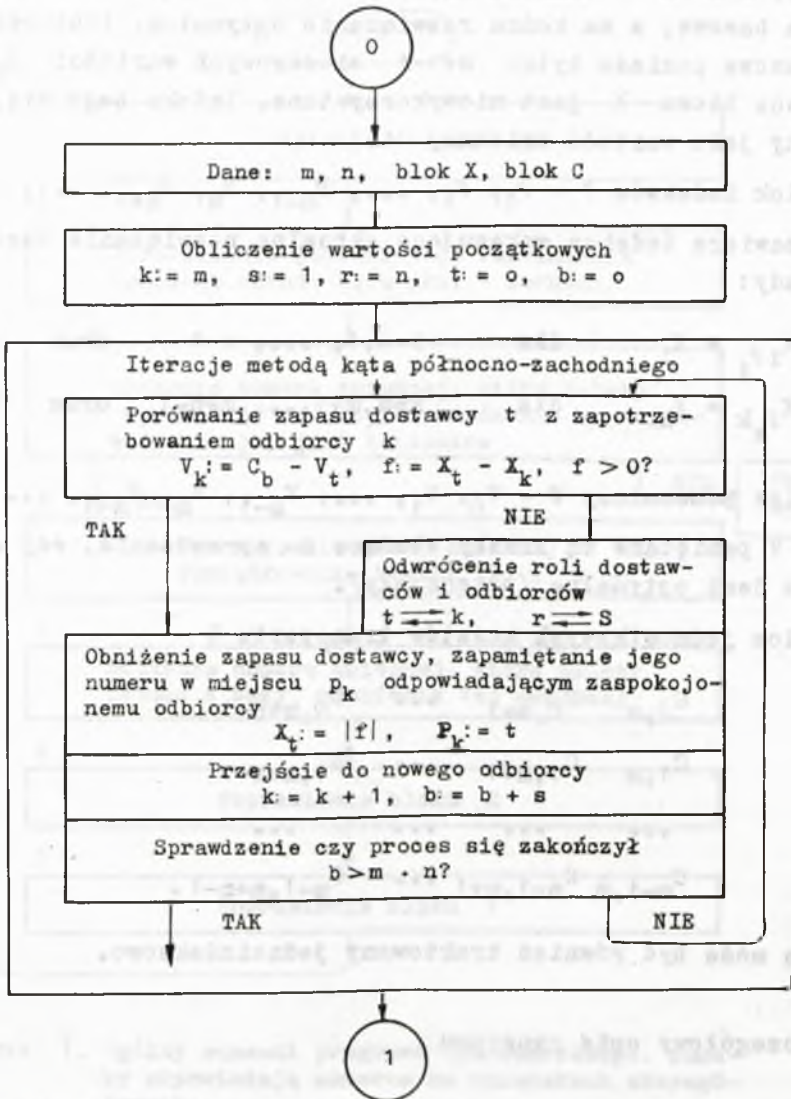 0
Dane: m, n, blok X, blok C
Obliczenie wartości początkowych
k:= m, s:= 1, r:= n, t:= o, b:= o
Iteracje metodą kąta północno-zachodniego
Porównanie zapasu dostawcy t z zapotrze-
bowaniem odbiorcy k
V_k:= C_b - V_t, f:= X_t - X_k, f > 0?
TAK
NIE
Odwrócenie roli dostaw-
ców i odbiorców
t ⇄ k, r ⇄ S
Obniżenie zapasu dostawcy, zapamiętanie jego
numeru w miejscu p_k odpowiadającym zaspokojo-
nemu odbiorcy
X_t:= |f|, P_k:= t
Przejście do nowego odbiorcy
k:= k + 1, b:= b + s
Sprawdzenie czy proces się zakończył
b > m · n?
TAK
NIE
1